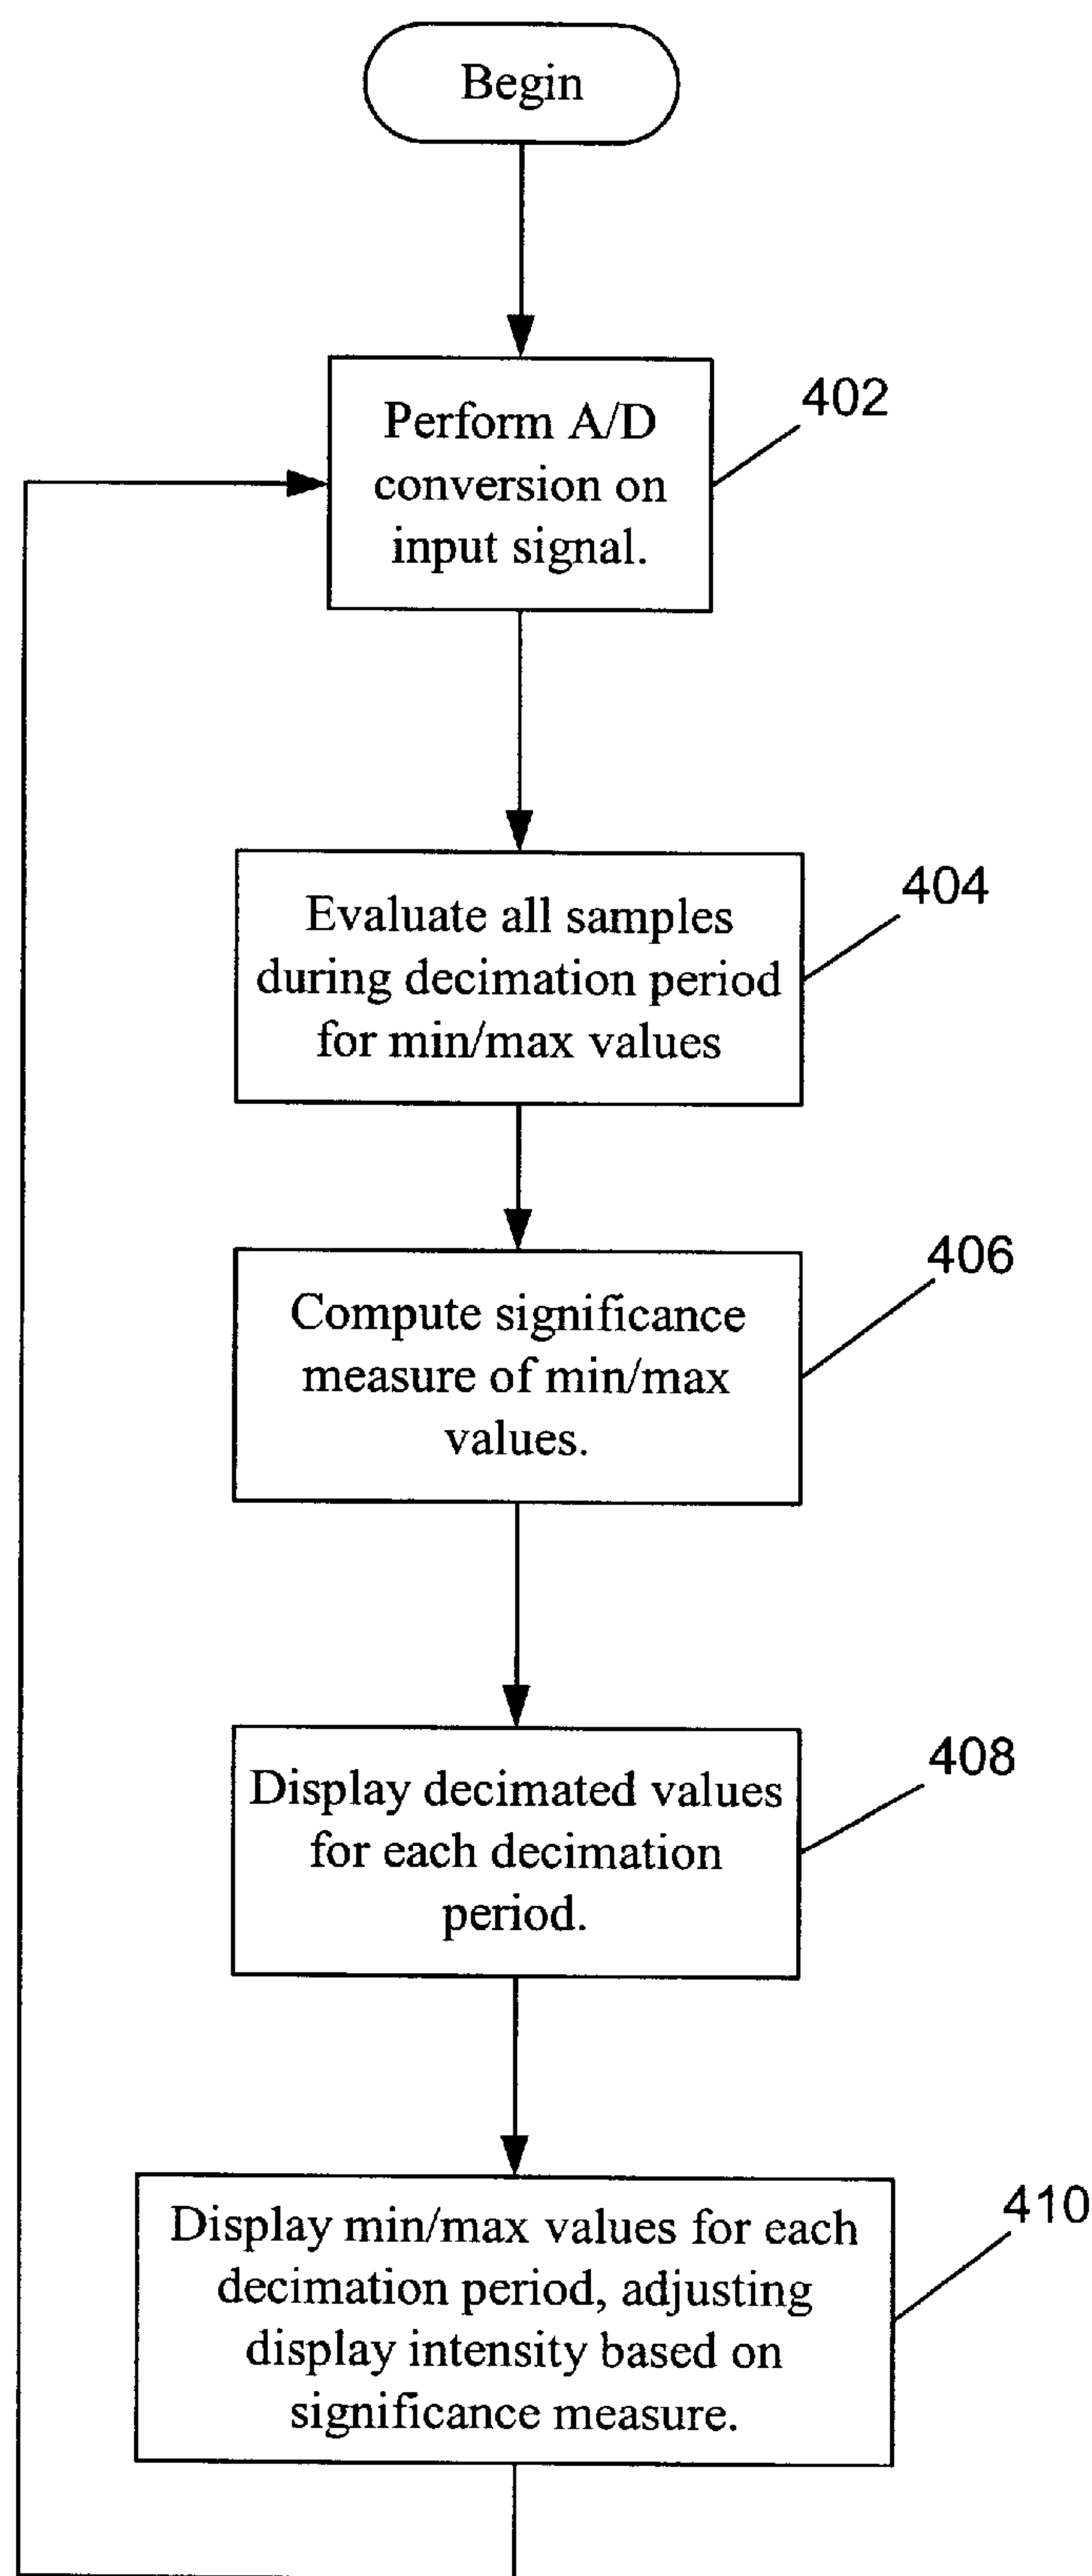 Begin
Perform A/D
conversion on
input signal.
402
Evaluate all samples
during decimation period
for min/max values
404
Compute significance
measure of min/max
values.
406
Display decimated values
for each decimation
period.
408
Display min/max values for each
decimation period, adjusting
display intensity based on
significance measure.
410